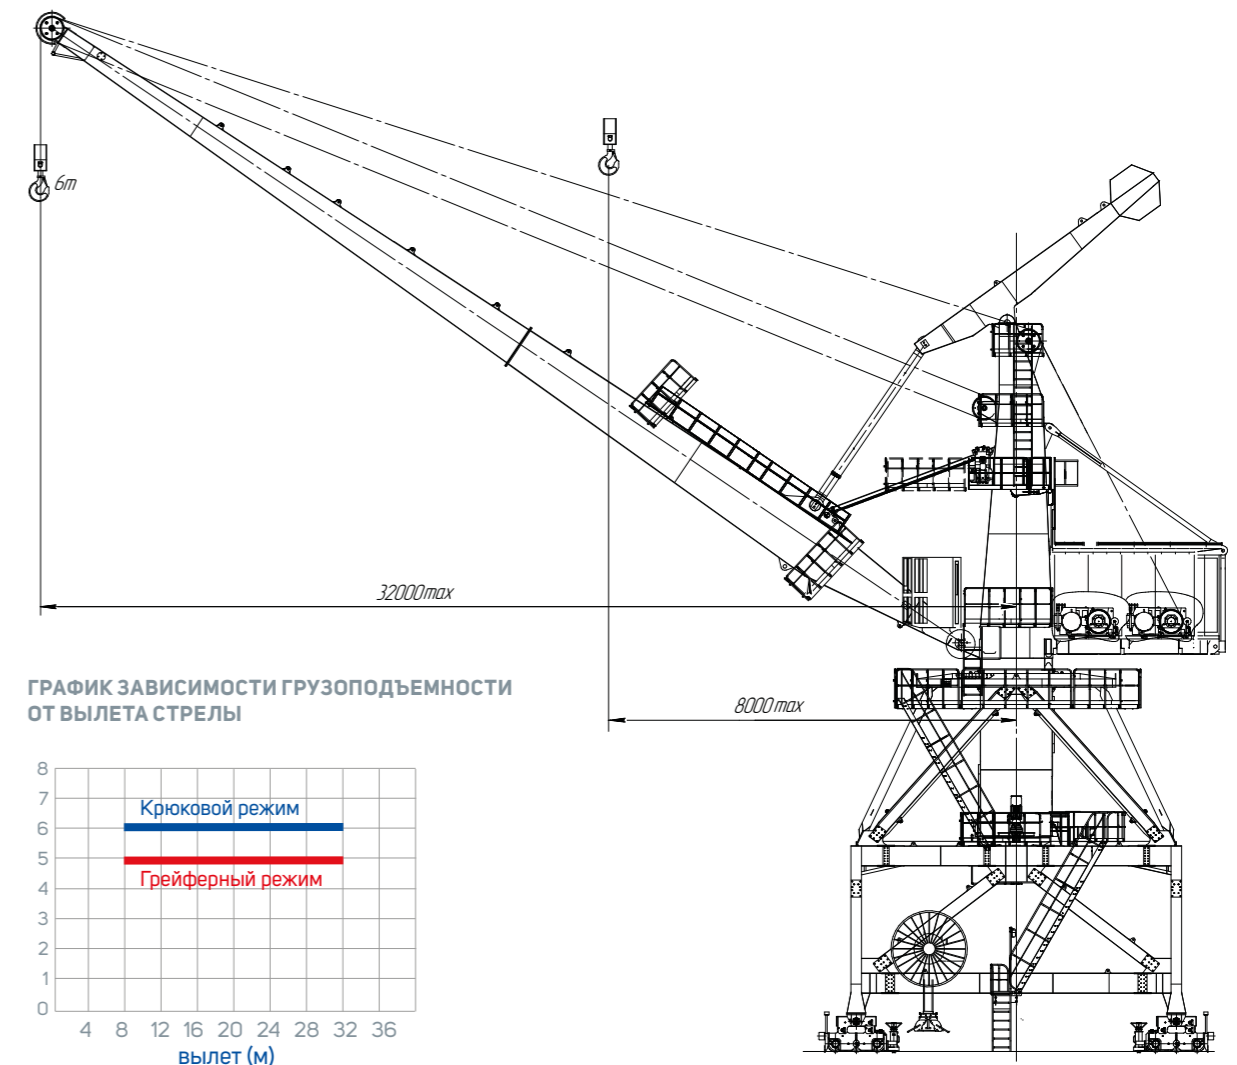 6т
32000max
8000max
ГРАФИК ЗАВИСИМОСТИ ГРУЗОПОДЪЕМНОСТИ
ОТ ВЫЛЕТА СТРЕЛЫ
8
7
Крюковой режим
6
5
Грейферный режим
4
3
2
1
0
4 8 12 16 20 24 28 32 36
вылет (м)